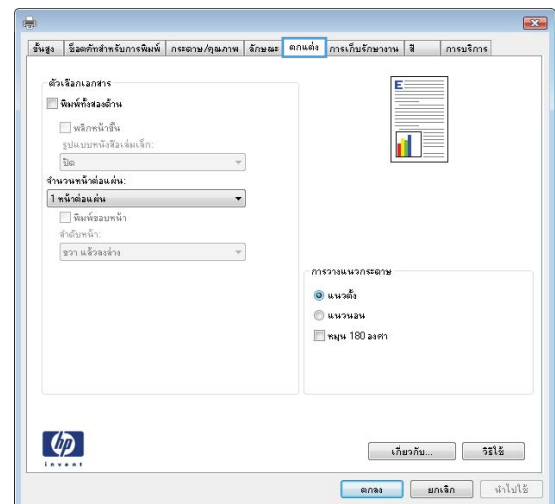 ขั้นสูง
ช็อตคัทสำหรับการพิมพ์
กระดาษ/คุณภาพ
ลักษณะ
ตกแต่ง
การเก็บรักษางาน
สี
การบริการ
ตัวเลือกเอกสาร
พิมพ์ทั้งสองด้าน
พลิกหน้าขึ้น
รูปแบบหนังสือเล่มเล็ก:
ปิด
จำนวนหน้าต่อแผ่น:
1 หน้าต่อแผ่น
พิมพ์ขอบหน้า
ลำดับหน้า:
ขวา แล้วลงล่าง
E
การวางแนวกระดาษ
แนวตั้ง
แนวนอน
หมุน 180 องศา
hp
invent
เกี่ยวกับ...
วิธีใช้
ตกลง
ยกเลิก
นำไปใช้